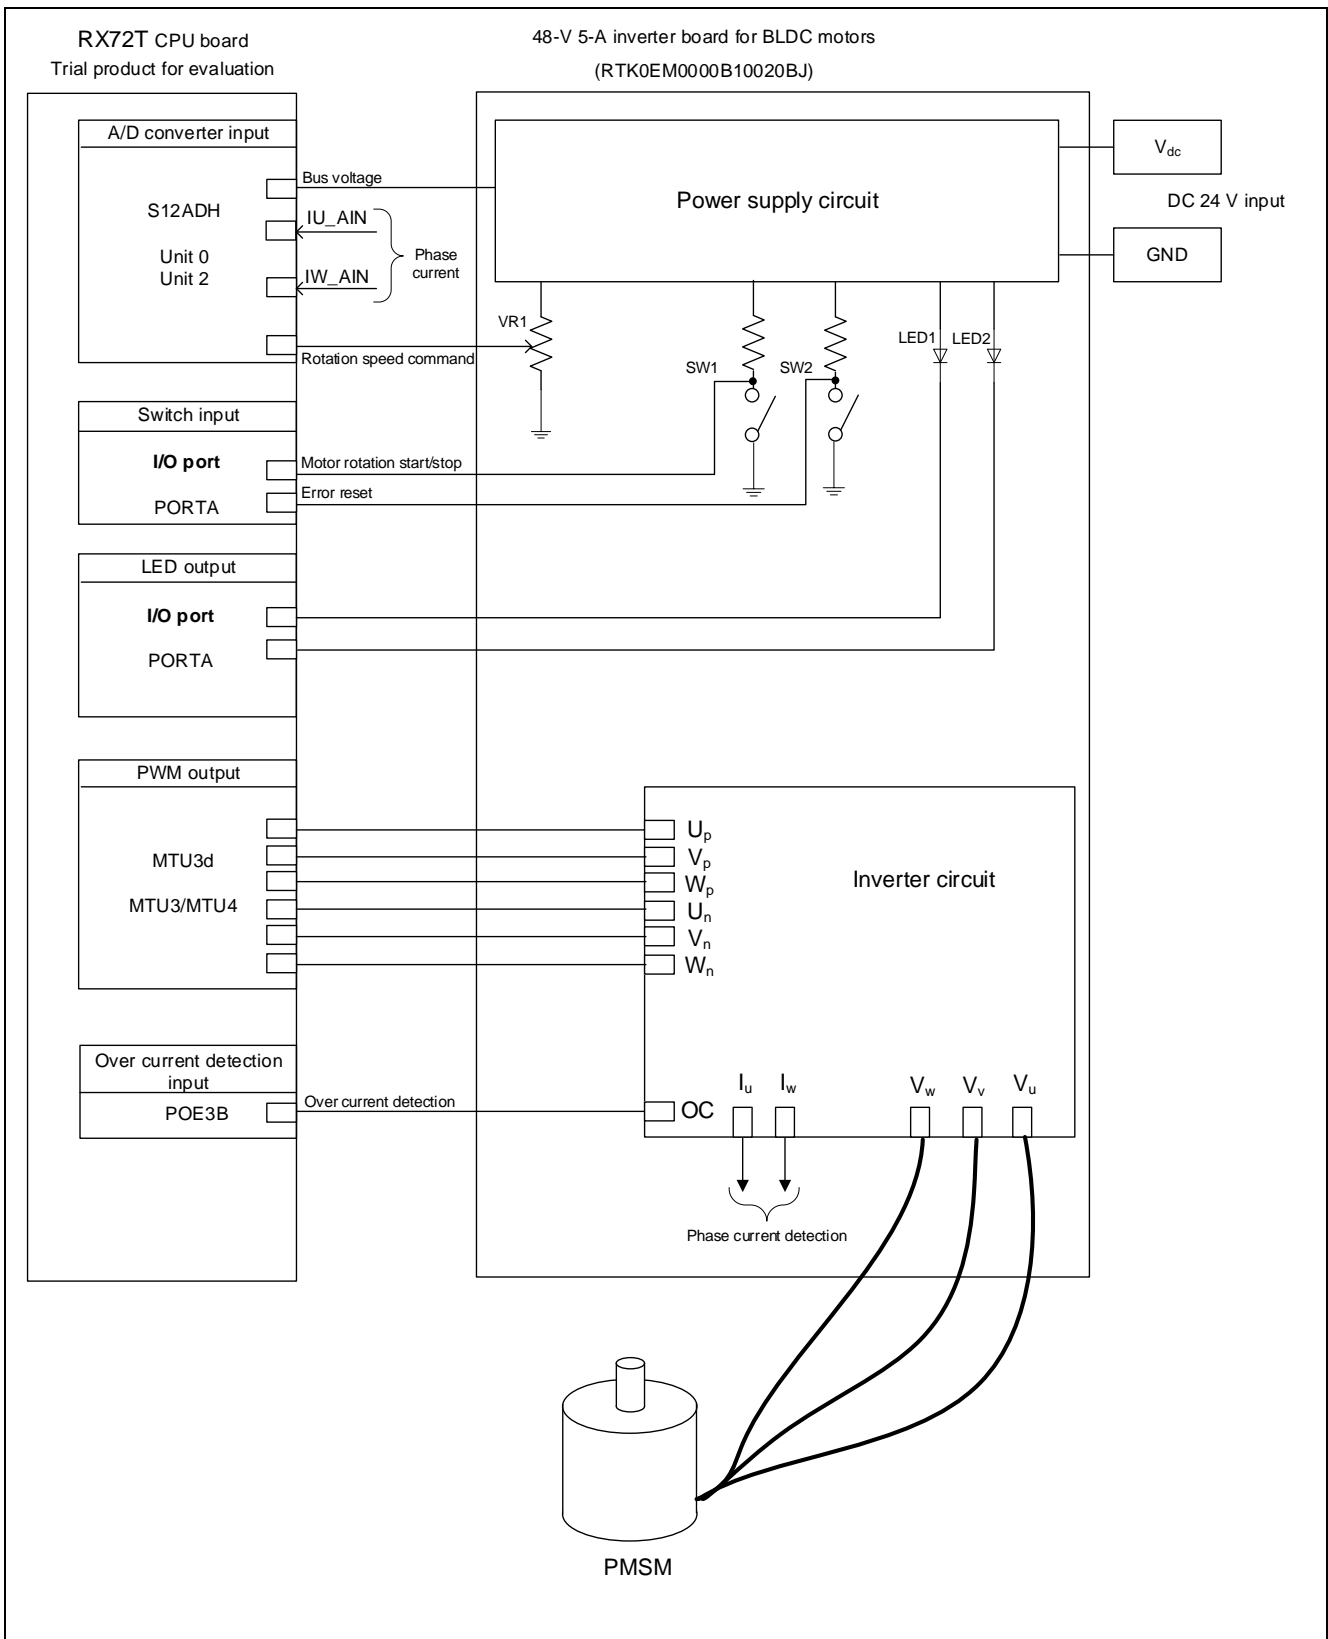 RX72T CPU board
Trial product for evaluation
48-V 5-A inverter board for BLDC motors
(RTK0EM0000B10020BJ)
A/D converter input
S12ADH
Unit 0
Unit 2
Bus voltage
IU_AIN
IW_AIN
Phase
current
Rotation speed command
Power supply circuit
Vdc
DC 24 V input
GND
VR1
SW1
SW2
LED1
LED2
Switch input
I/O port
PORTA
Motor rotation start/stop
Error reset
LED output
I/O port
PORTA
PWM output
MTU3d
MTU3/MTU4
Up
Vp
Wp
Un
Vn
Wn
Inverter circuit
Over current detection
input
POE3B
Over current detection
OC
Iu
Iw
Vw
Vv
Vu
Phase current detection
PMSM